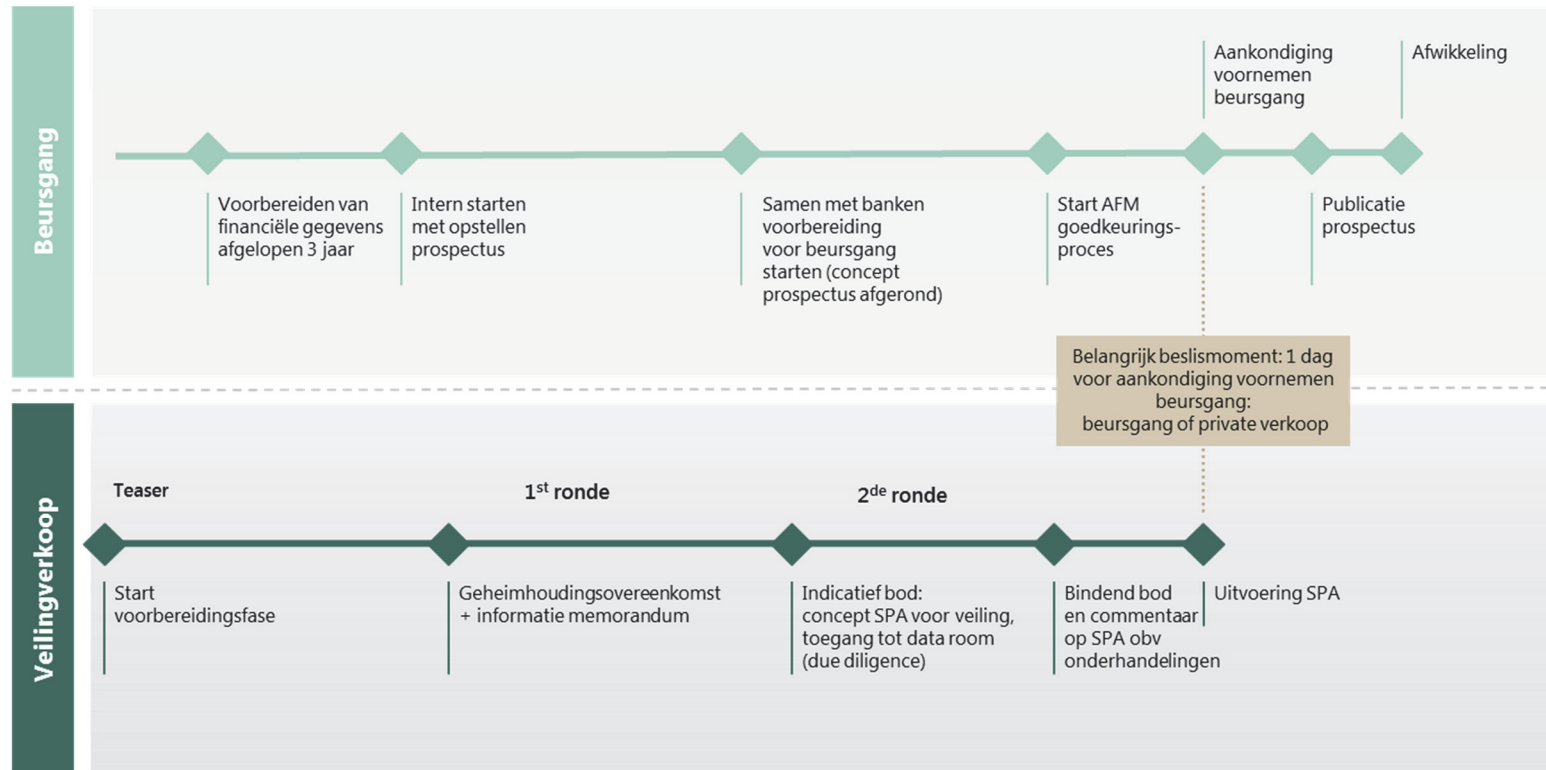 Beursgang
Aankondiging
voornemen
beursgang
Afwikkeling
Voorbereiden van
financiële gegevens
afgelopen 3 jaar
Intern starten
met opstellen
prospectus
Samen met banken
voorbereiding
voor beursgang
starten (concept
prospectus afgerond)
Start AFM
goedkeurings-
proces
Publicatie
prospectus
Belangrijk beslismoment: 1 dag
voor aankondiging voornemen
beursgang:
beursgang of private verkoop
Veilingverkoop
Teaser
1st ronde
2de ronde
Start
voorbereidingsfase
Geheimhoudingsovereenkomst
+ informatie memorandum
Indicatief bod:
concept SPA voor veiling,
toegang tot data room
(due diligence)
Bindend bod
en commentaar
op SPA obv
onderhandelingen
Uitvoering SPA